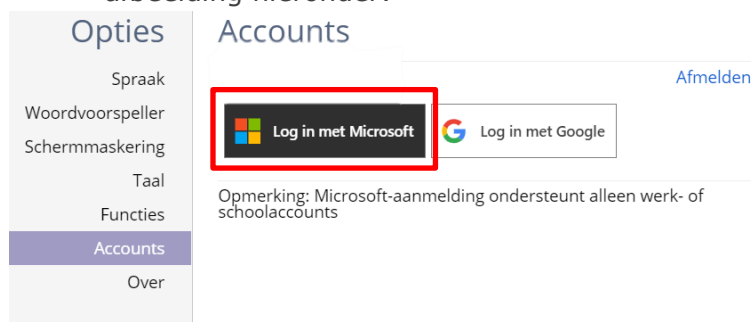 Opties
Accounts
Spraak
Afmelden
Woordvoorspeller
Log in met Microsoft
Log in met Google
Schermmaskering
Taal
Opmerking: Microsoft-aanmelding ondersteunt alleen werk- of
schoolaccounts
Functies
Accounts
Over